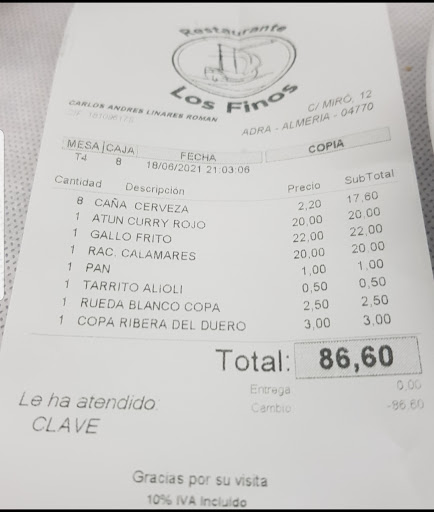 Restaurante
Los Finos
CARLOS ANDRES LINARES ROMAN
C/ MIRÓ, 12
ADRA - ALMERIA - 04770
MESA CAJA FECHA COPIA
T4 8 18/06/2021 21:03:06
Cantidad Descripción Precio SubTotal
8 CAÑA CERVEZA 2,20 17,60
1 ATUN CURRY ROJO 20,00 20,00
1 GALLO FRITO 22,00 22,00
1 RAC. CALAMARES 20,00 20,00
1 PAN 1,00 1,00
1 TARRITO ALIOLI 0,50 0,50
1 RUEDA BLANCO COPA 2,50 2,50
1 COPA RIBERA DEL DUERO 3,00 3,00
Total: 86,60
Entrega 0,00
Cambio -86,60
Le ha atendido:
CLAVE
Gracias por su visita
10% IVA Incluido